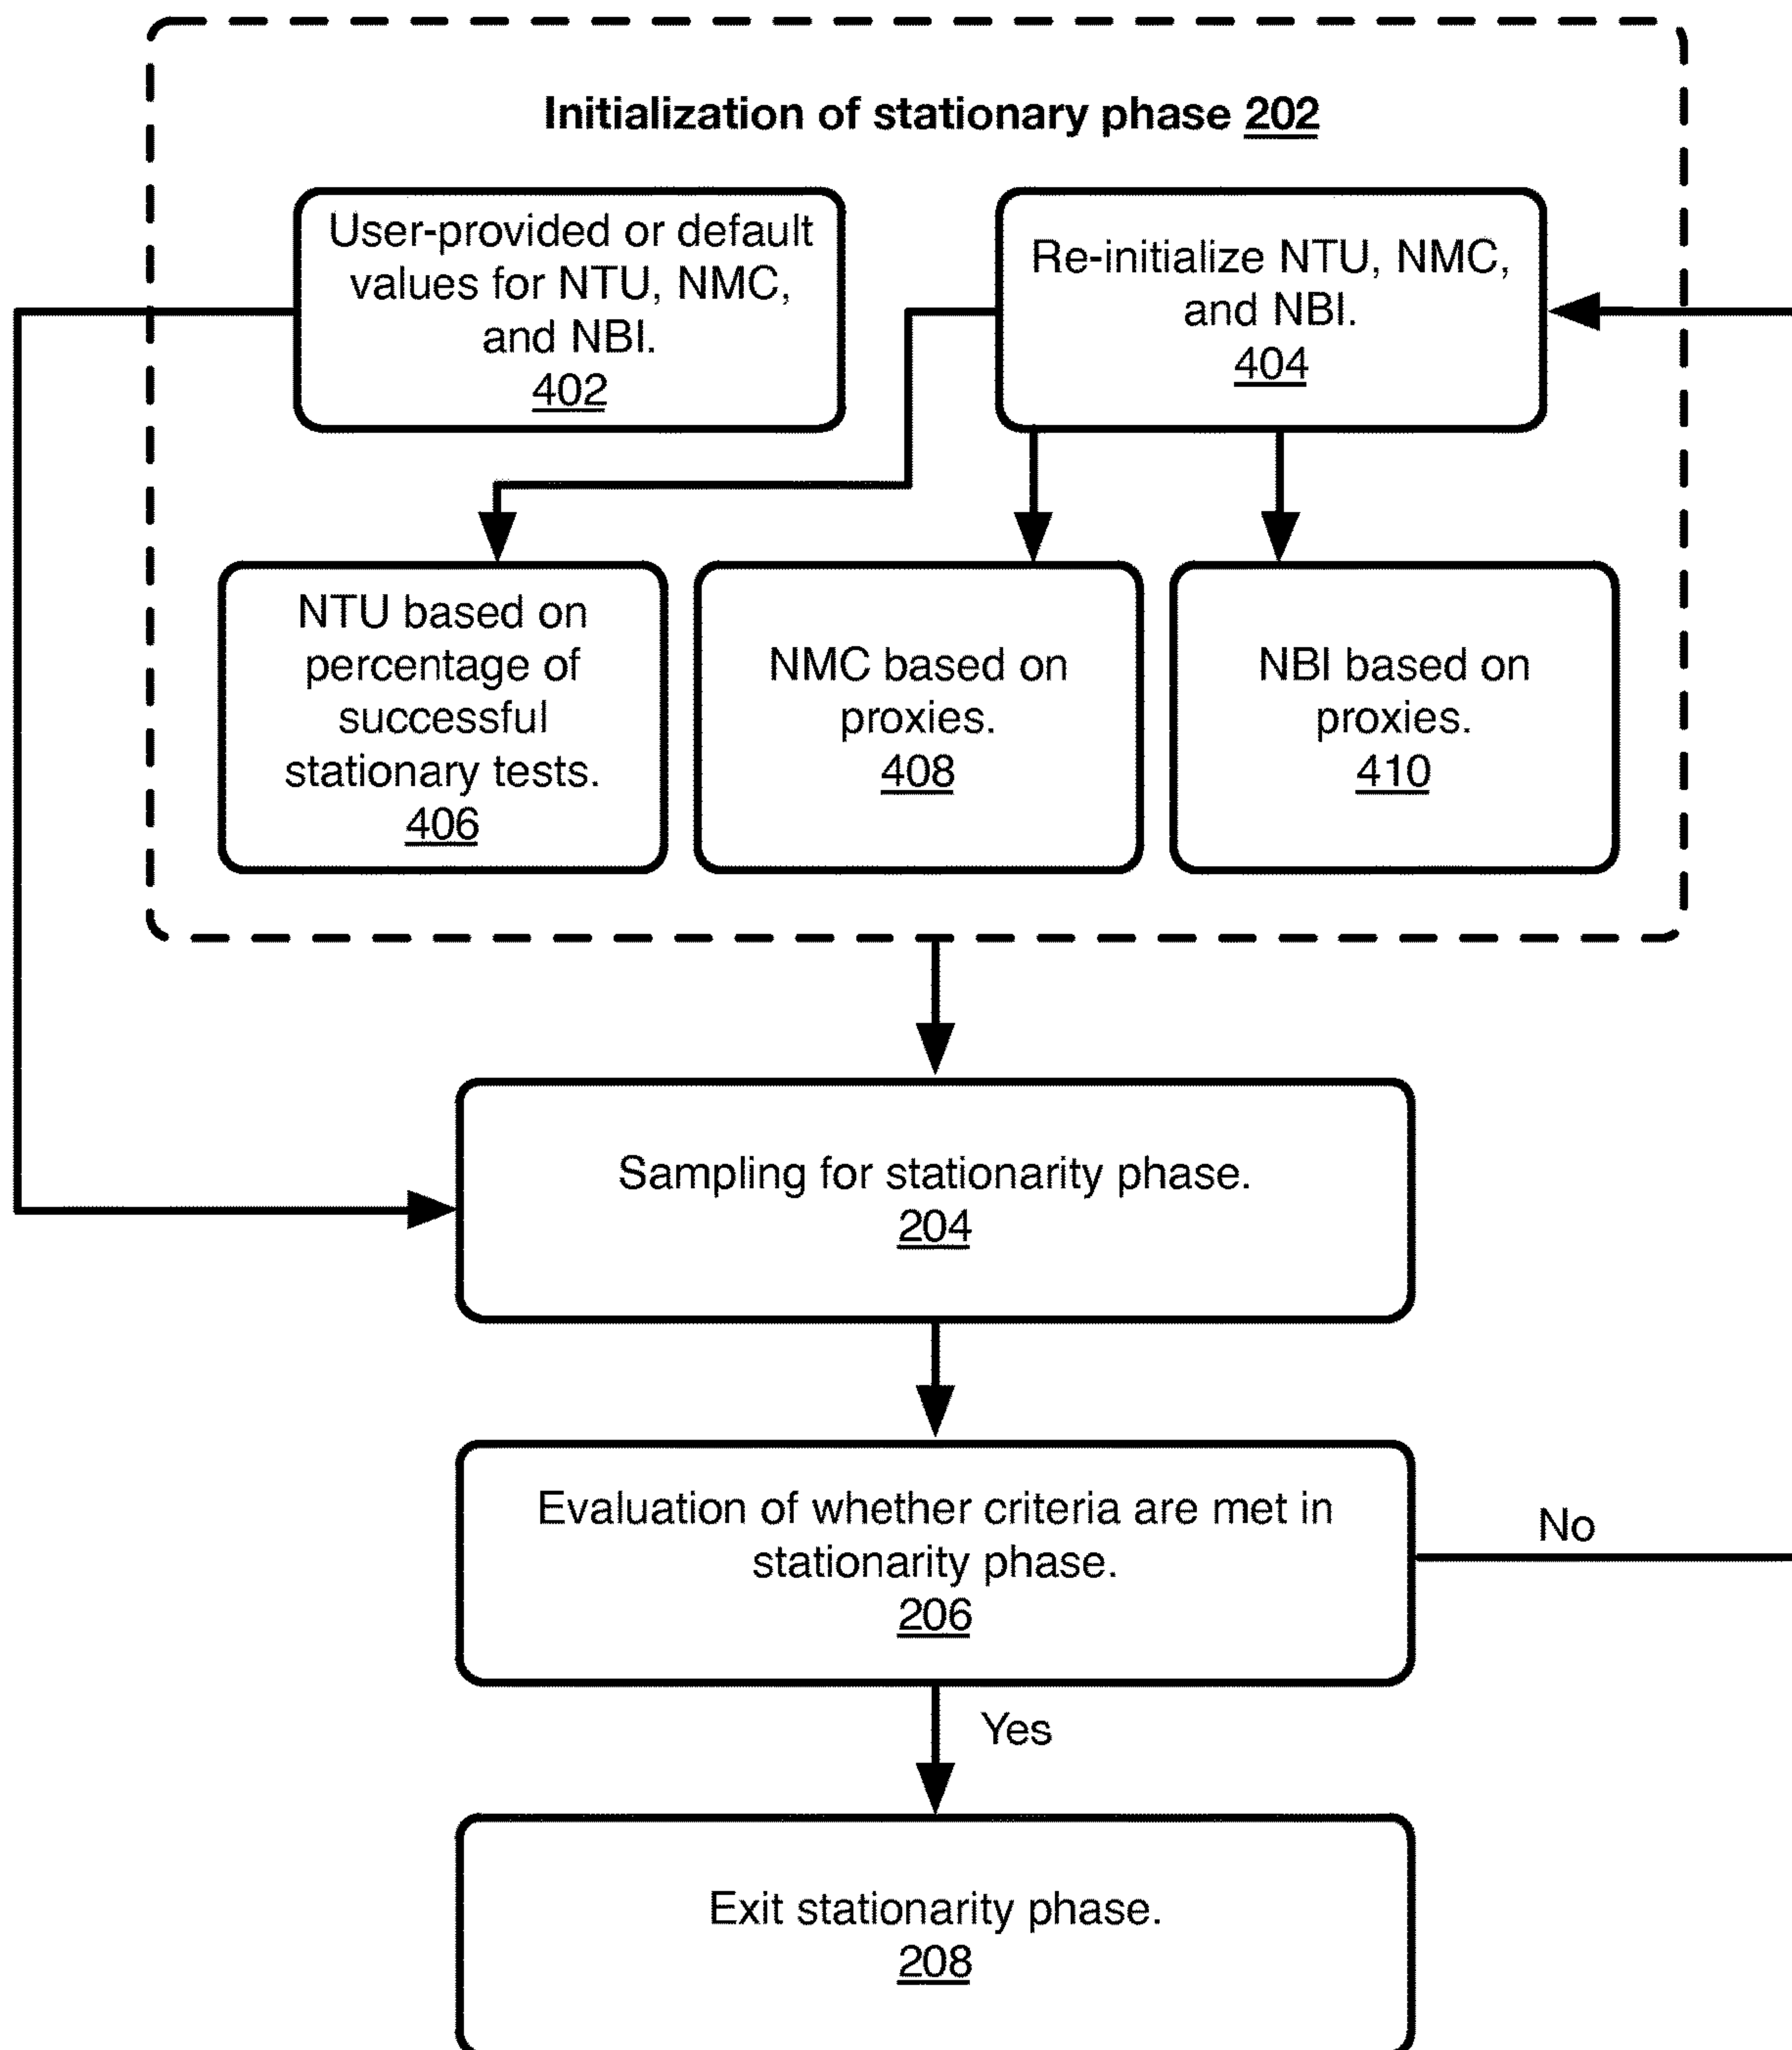 Initialization of stationary phase 202
User-provided or default
values for NTU, NMC,
and NBI.
402
Re-initialize NTU, NMC,
and NBI.
404
NTU based on
percentage of
successful
stationary tests.
406
NMC based on
proxies.
408
NBI based on
proxies.
410
Sampling for stationarity phase.
204
Evaluation of whether criteria are met in
stationarity phase.
206
No
Yes
Exit stationarity phase.
208